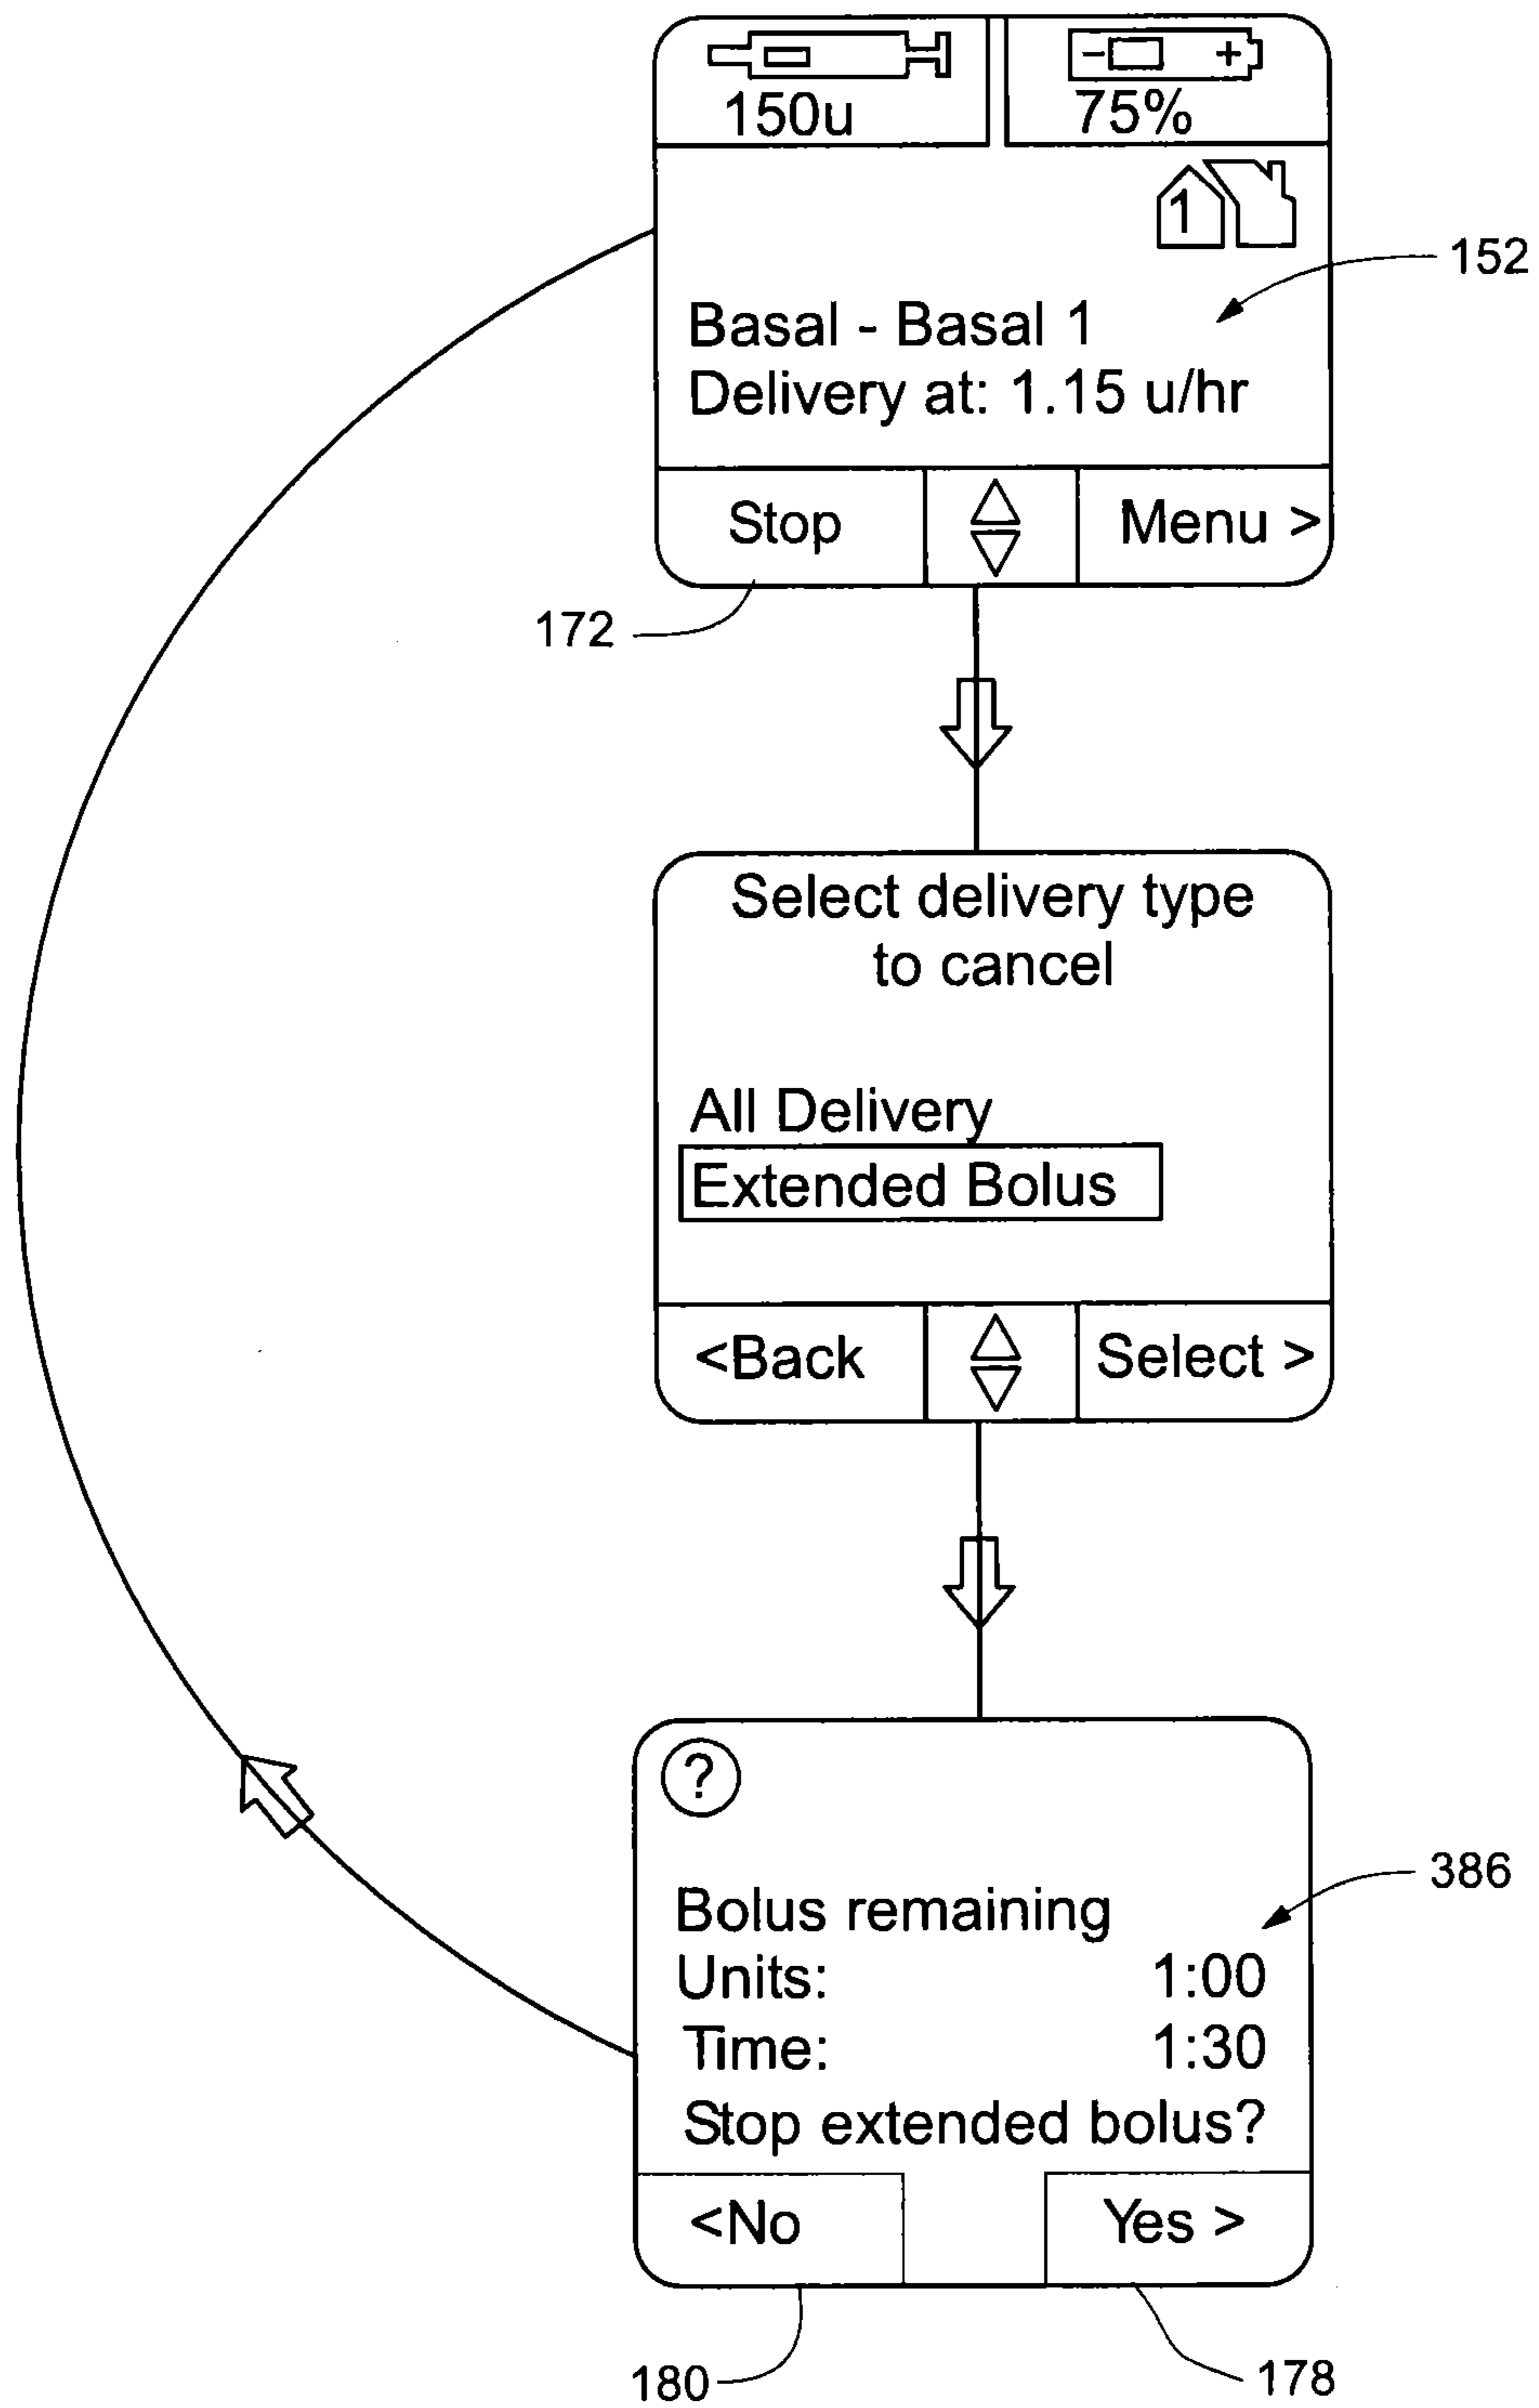 150u
75%
1
152
Basal - Basal 1
Delivery at: 1.15 u/hr
Stop
Menu >
172
Select delivery type
to cancel
All Delivery
Extended Bolus
<Back
Select >
?
386
Bolus remaining
Units: 1:00
Time: 1:30
Stop extended bolus?
<No
Yes >
180
178